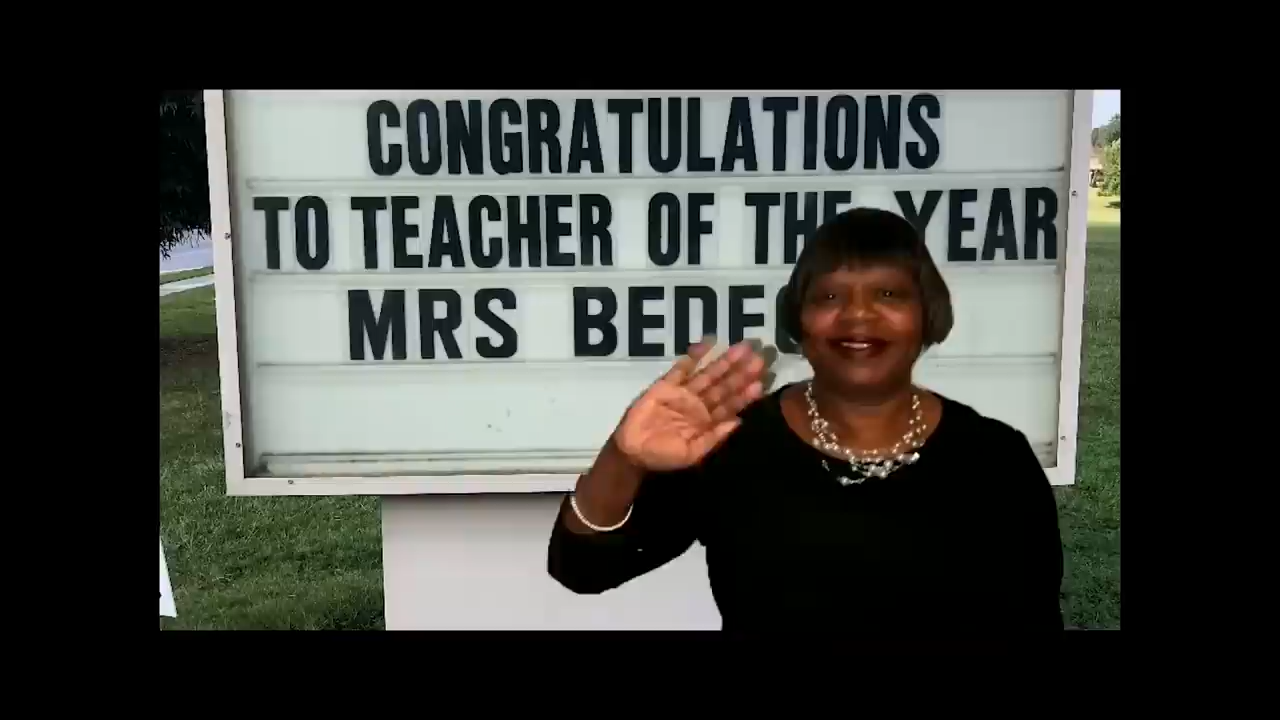 CONGRATULATIONS
TO TEACHER OF THE YEAR
MRS